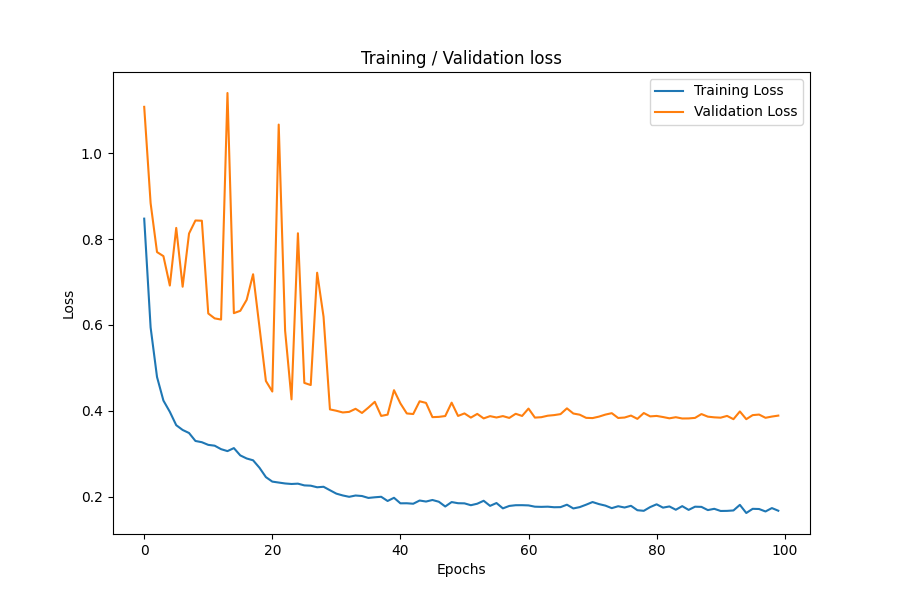 Training / Validation loss
Training Loss
Validation Loss
1.0
0.8
0.6
0.4
0.2
Loss
0 20 40 60 80 100
Epochs